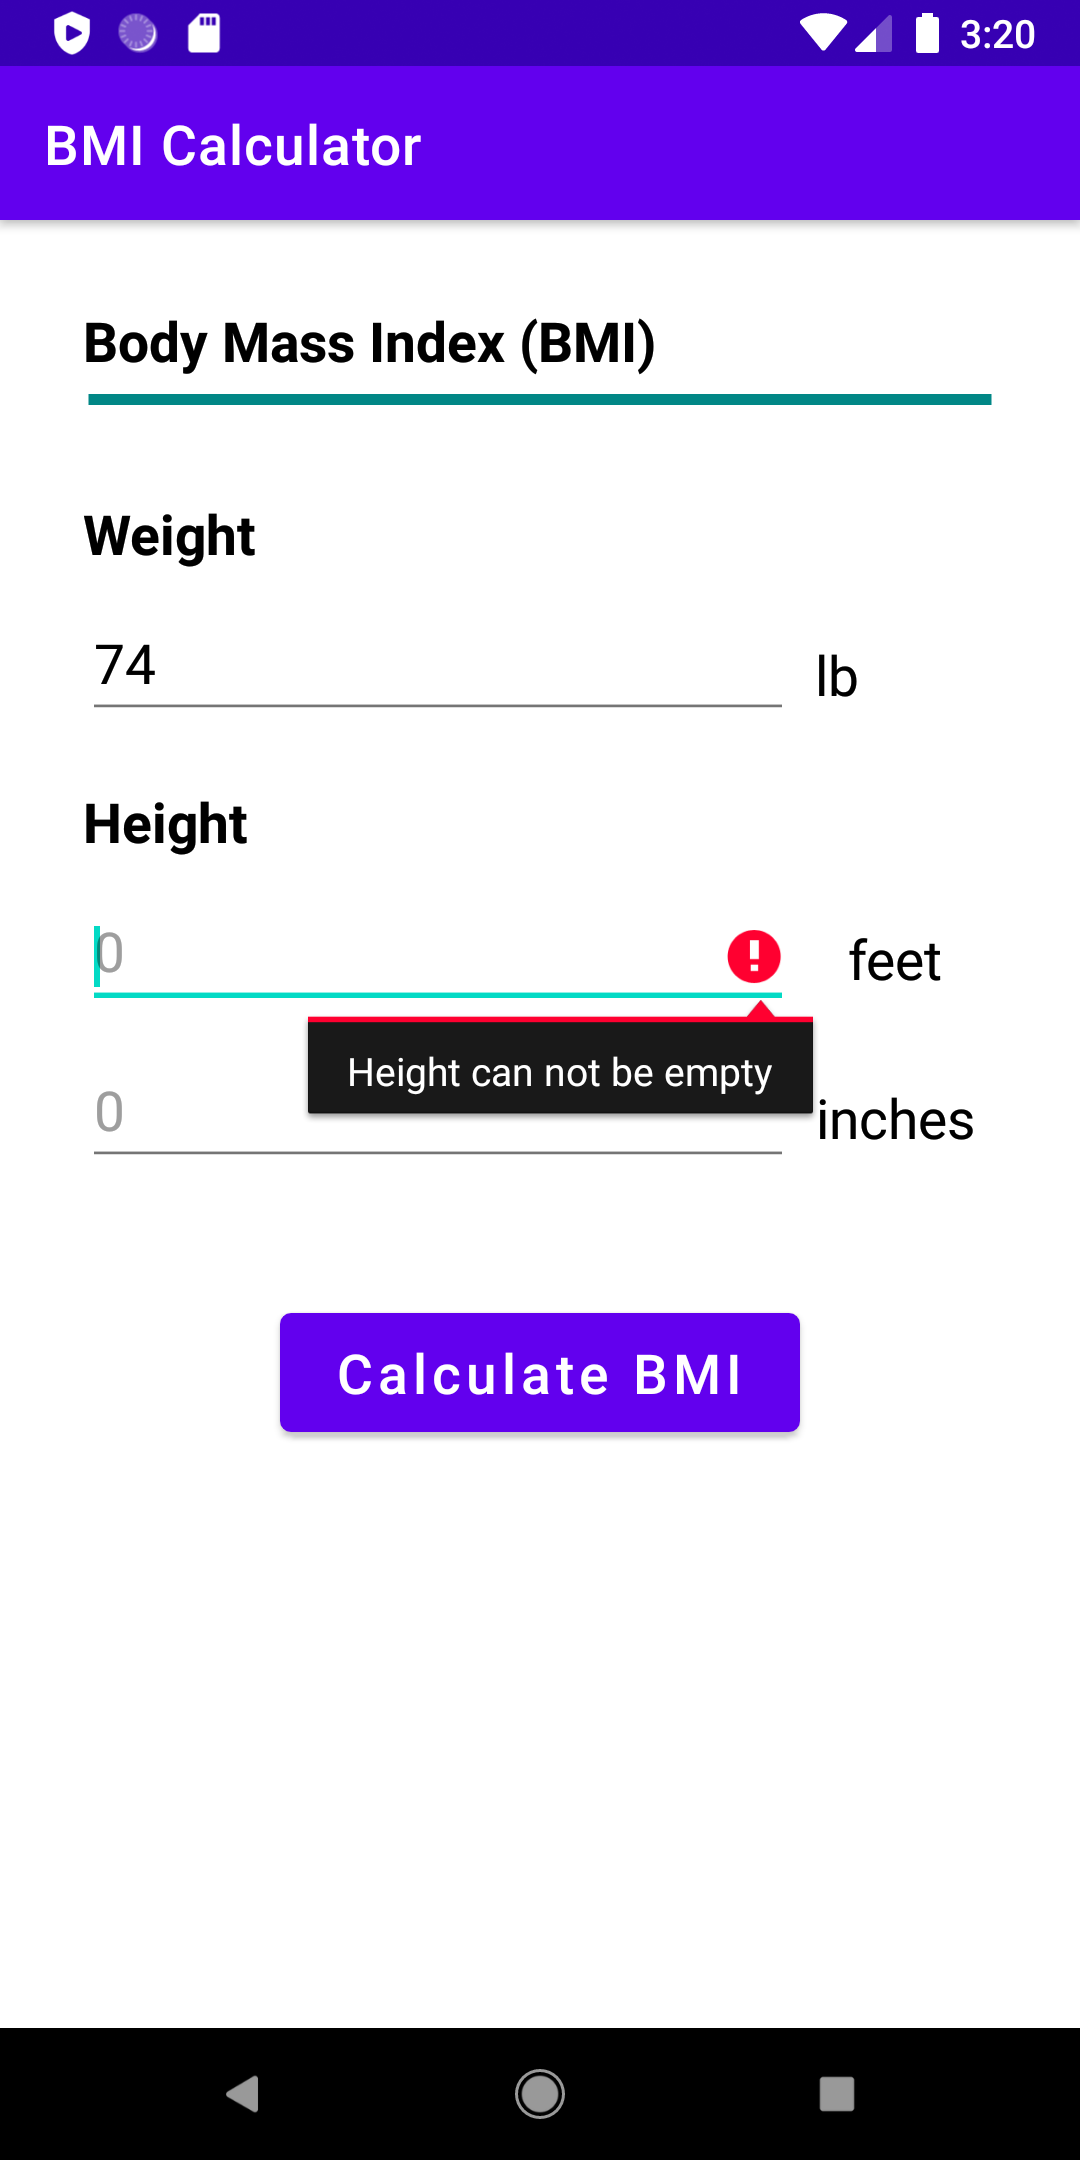 3:20
BMI Calculator
Body Mass Index (BMI)
Weight
74 lb
Height
0 feet
Height can not be empty
0 inches
Calculate BMI